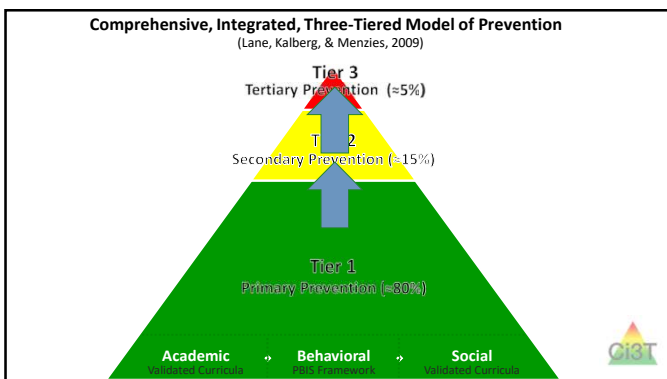 Comprehensive, Integrated, Three-Tiered Model of Prevention
(Lane, Kalberg, & Menzies, 2009)
Tier 3
Tertiary Prevention (≈5%)
2
Secondary Prevention (≈15%)
Tier 1
Primary Prevention (≈80%)
Academic Behavioral Social
Validated Curricula PBIS Framework Validated Curricula
Ci3T